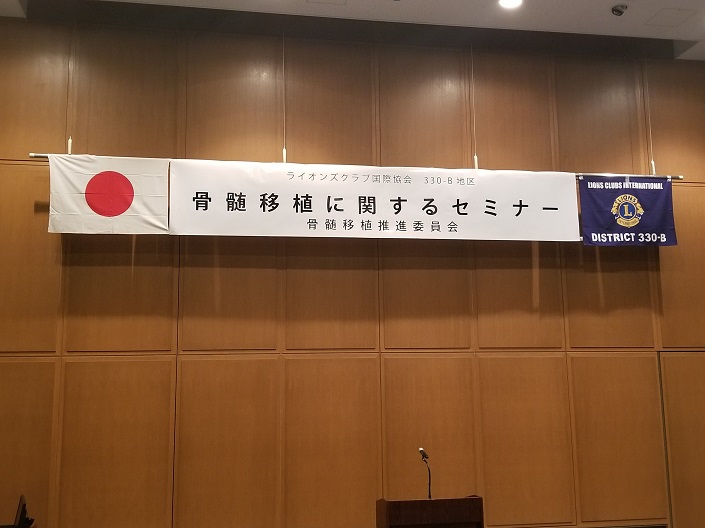 ライオンズクラブ国際協会 330-B地区
骨髄移植に関するセミナー
骨髄移植推進委員会
LIONS CLUBS INTERNATIONAL
LIONS
L
DISTRICT 330-B